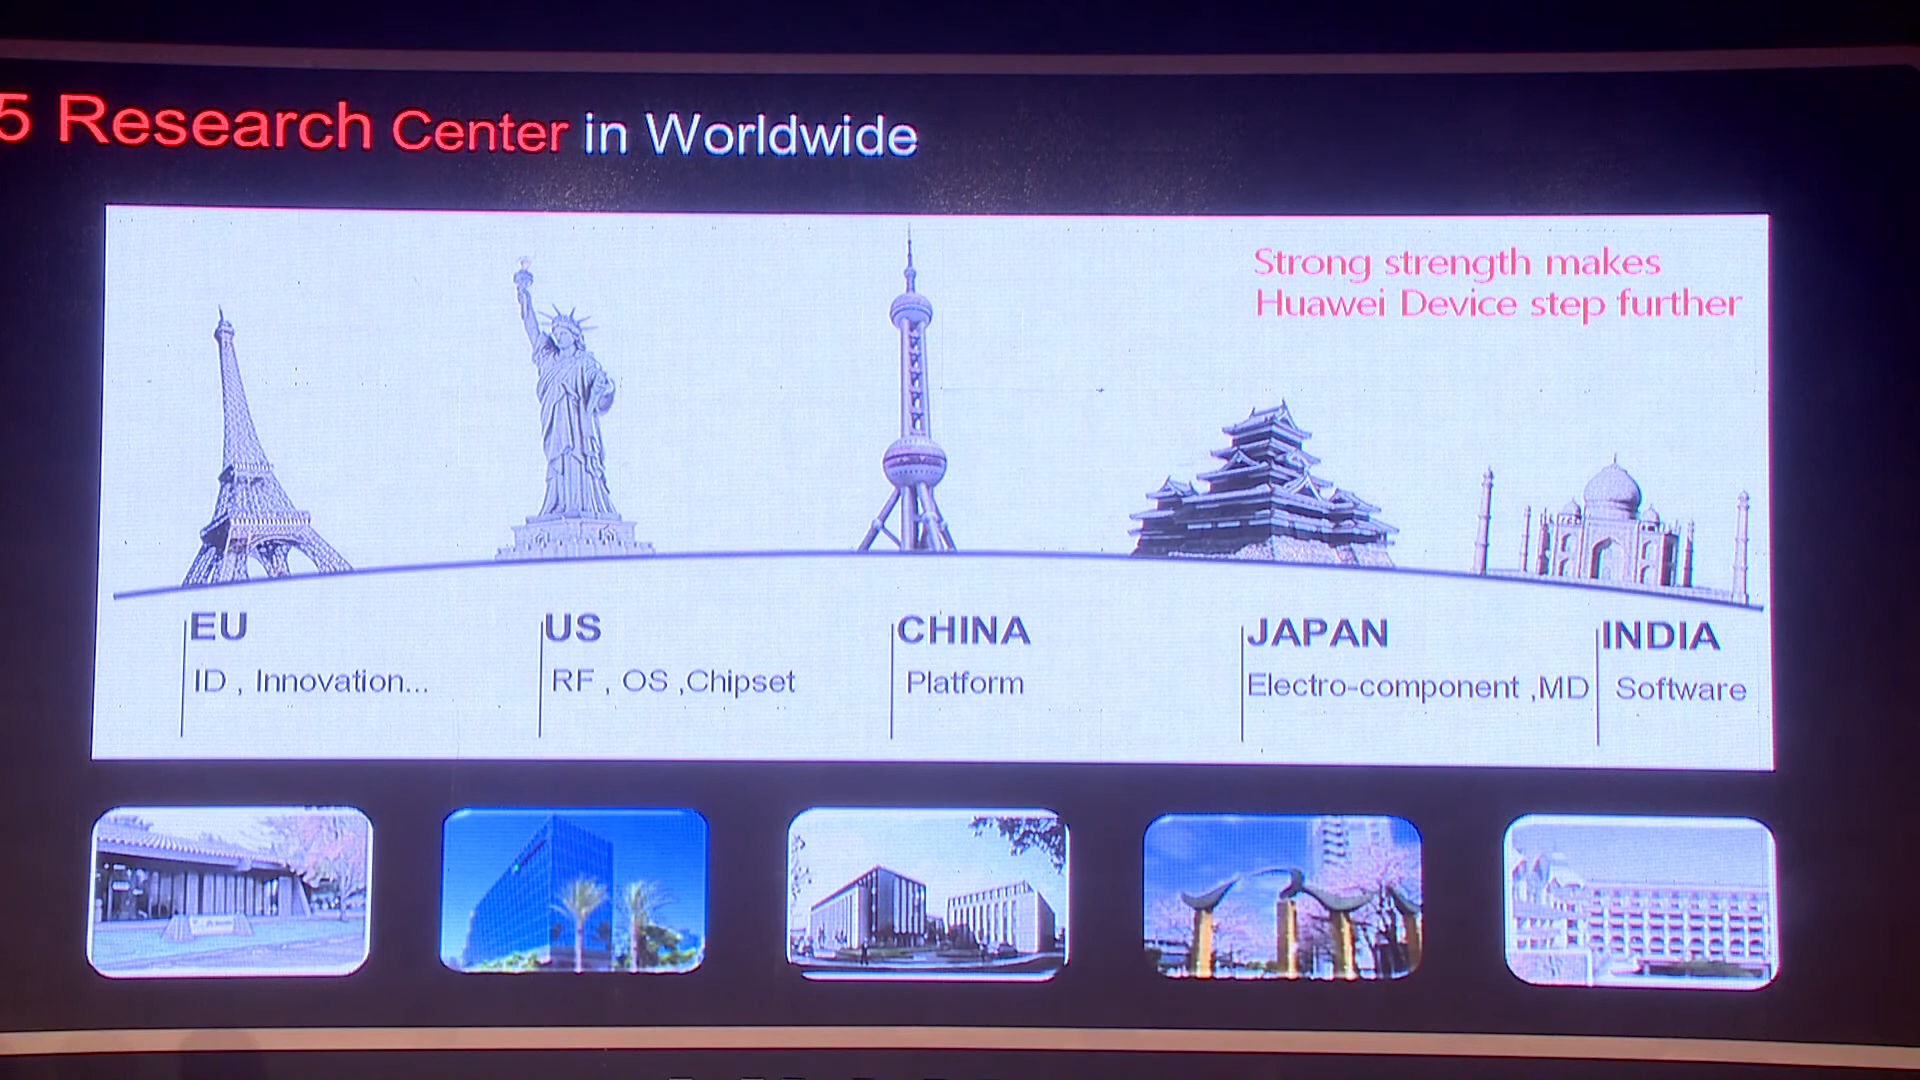 5 Research Center in Worldwide
Strong strength makes
Huawei Device step further
EU
ID , Innovation...
US
RF , OS ,Chipset
CHINA
Platform
JAPAN
Electro-component ,MD
INDIA
Software